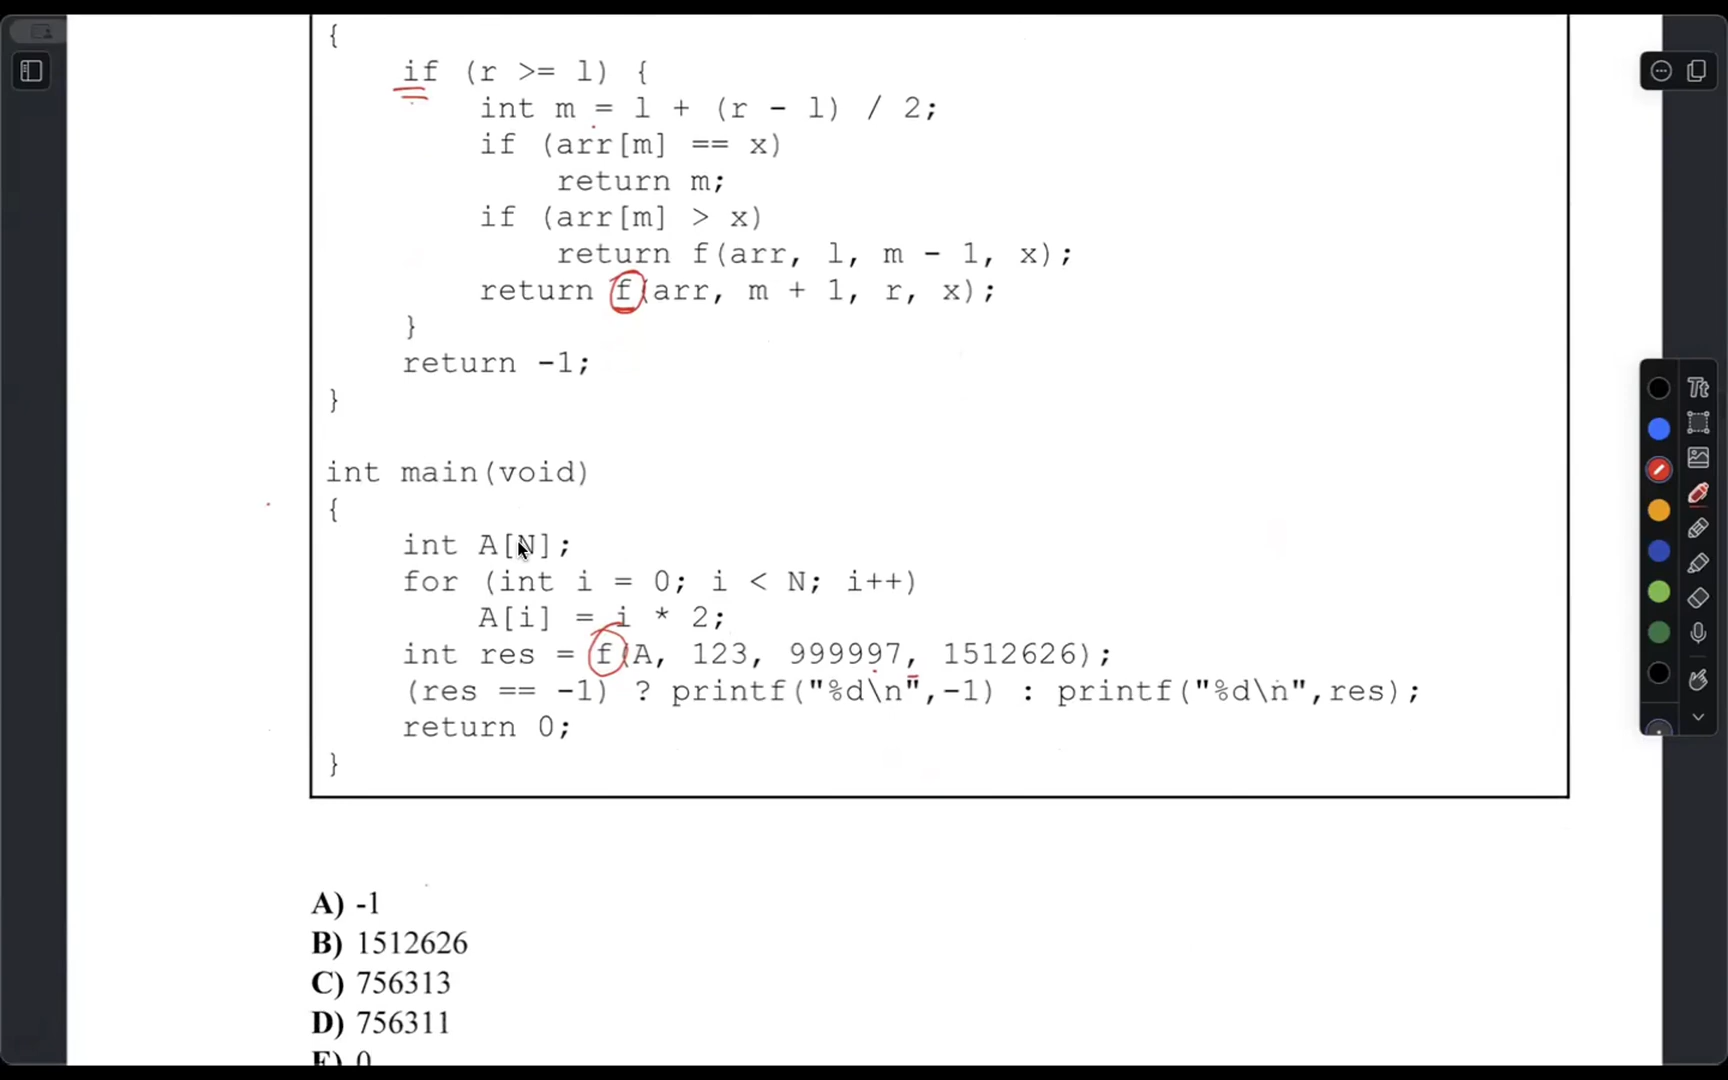 {
if (r >= l) {
int m = l + (r - l) / 2;
if (arr[m] == x)
return m;
if (arr[m] > x)
return f(arr, l, m - 1, x);
return f(arr, m + 1, r, x);
}
return -1;
}
int main(void)
{
int A[N];
for (int i = 0; i < N; i++)
A[i] = i * 2;
int res = f(A, 123, 999997, 1512626);
(res == -1) ? printf("%d\n",-1) : printf("%d\n",res);
return 0;
}
A) -1
B) 1512626
C) 756313
D) 756311
E) 0
Tt